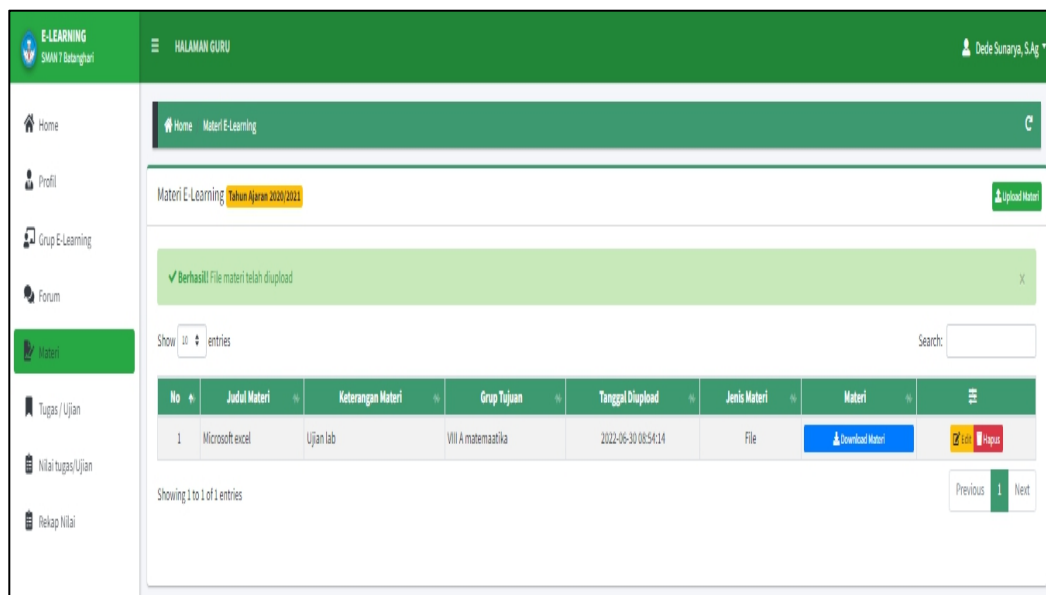 E-LEARNING
SMAN 7 Batanghari
HALAMAN GURU
Dede Sunarya, S.Ag
Home
Profil
Grup E-Learning
Forum
Materi
Tugas / Ujian
Nilai tugas/Ujian
Rekap Nilai
Home Materi E-Learning
Materi E-Learning Tahun Ajaran 2020/2021
Upload Materi
Berhasil! File materi telah diupload
X
Show 10 entries
Search:
No Judul Materi Keterangan Materi Grup Tujuan Tanggal Diupload Jenis Materi Materi
1 Microsoft excel Ujian lab VIII A matemaatika 2022-06-30 08:54:14 File Download Materi Edit Hapus
Showing 1 to 1 of 1 entries
Previous 1 Next